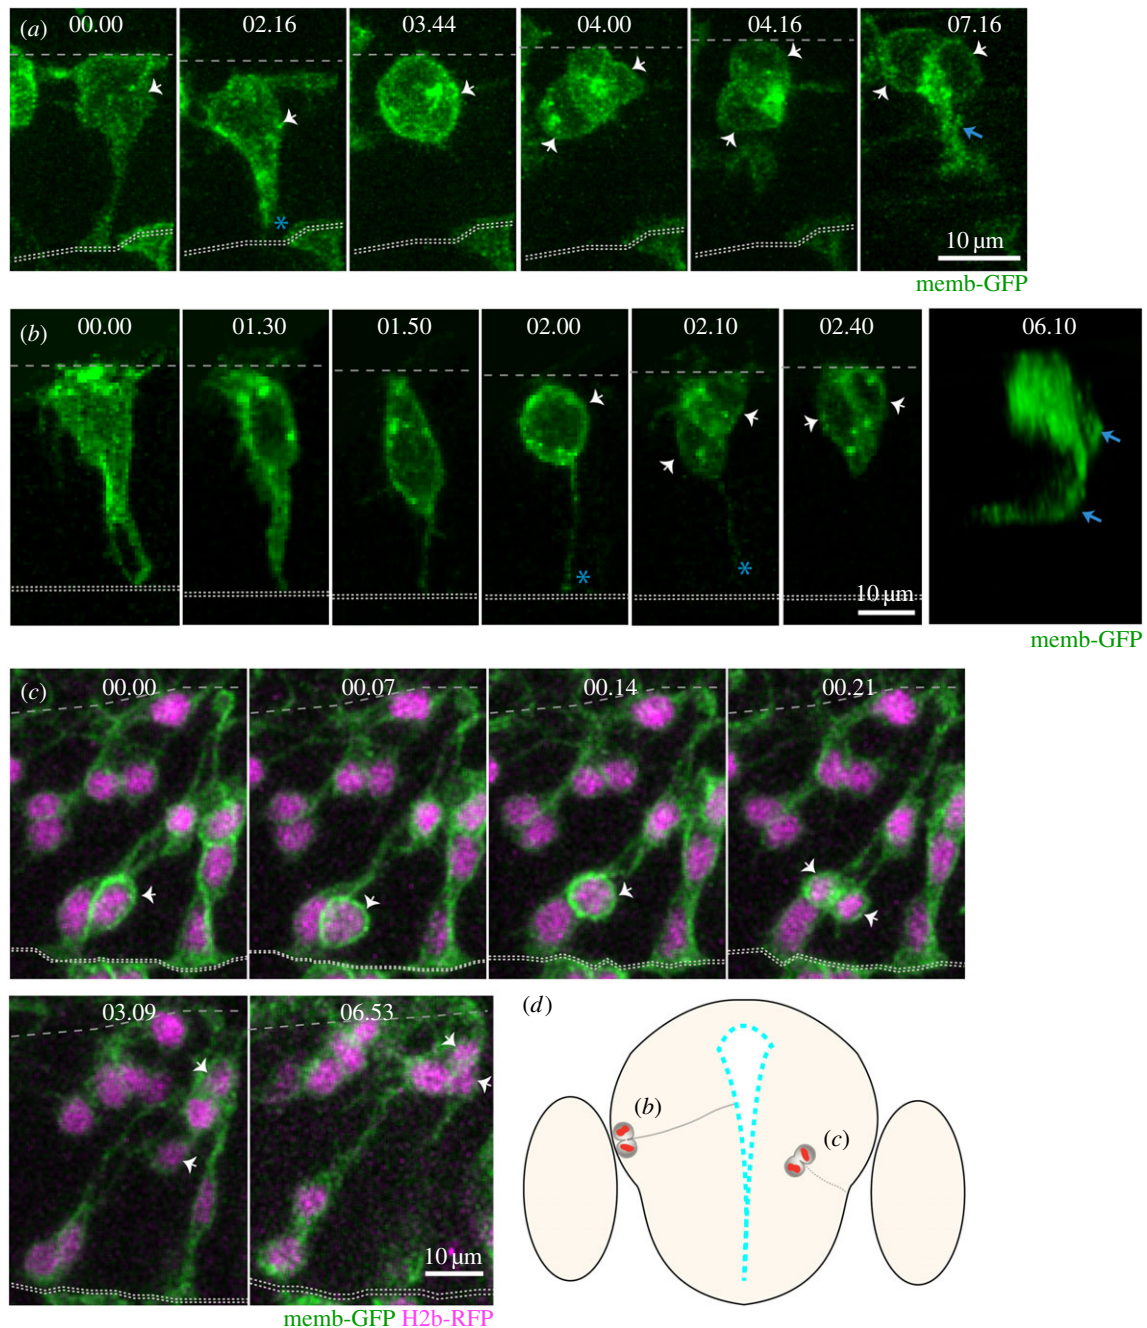 (a) 00.00 02.16 03.44 04.00 04.16 07.16
*
10 µm
memb-GFP
(b) 00.00 01.30 01.50 02.00 02.10 02.40 06.10
* *
10 µm
memb-GFP
(c) 00.00 00.07 00.14 00.21
03.09 06.53
10 µm
memb-GFP H2b-RFP
(d)
(b)
(c)